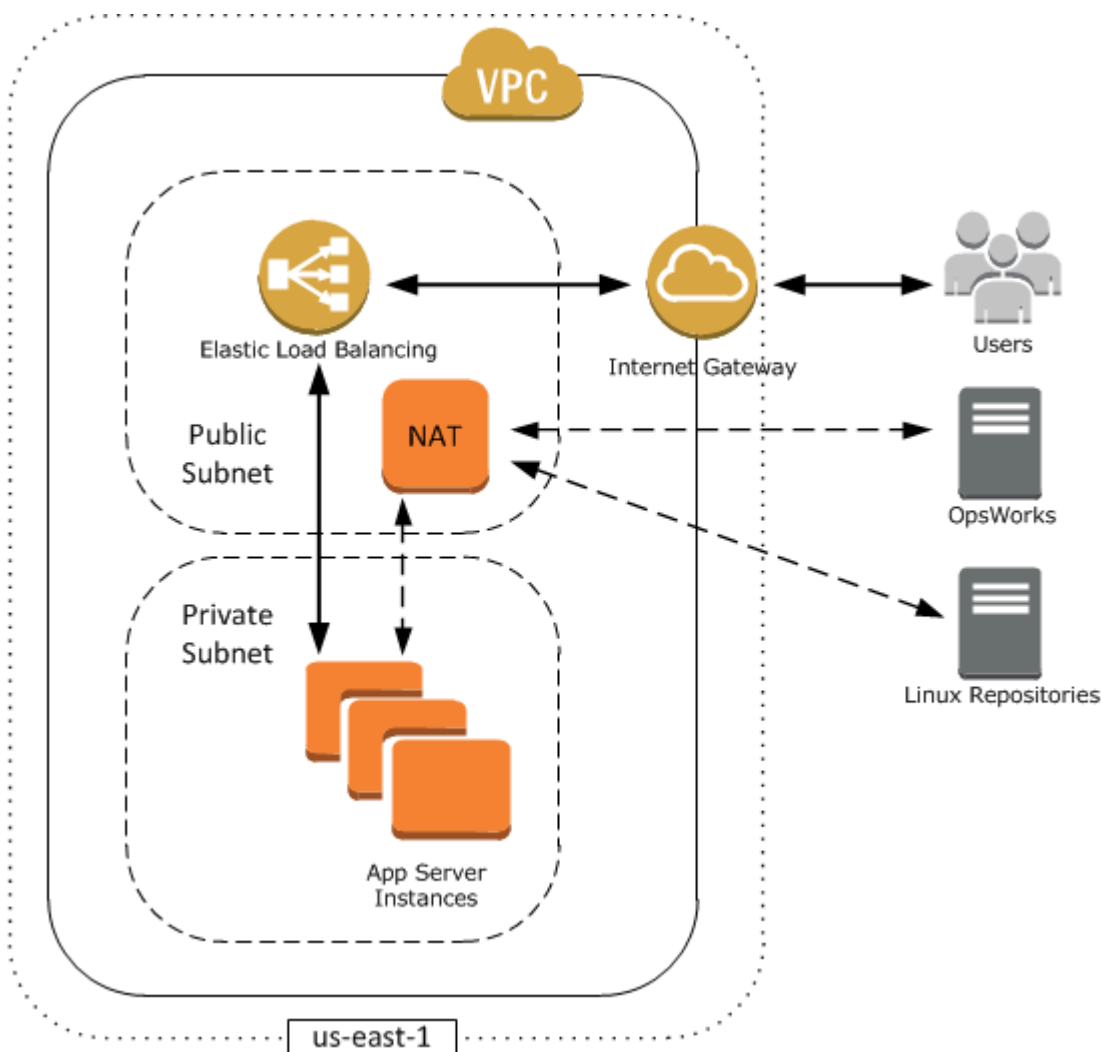 VPC
Elastic Load Balancing
Internet Gateway
Users
Public
Subnet
NAT
OpsWorks
Private
Subnet
Linux Repositories
App Server
Instances
us-east-1